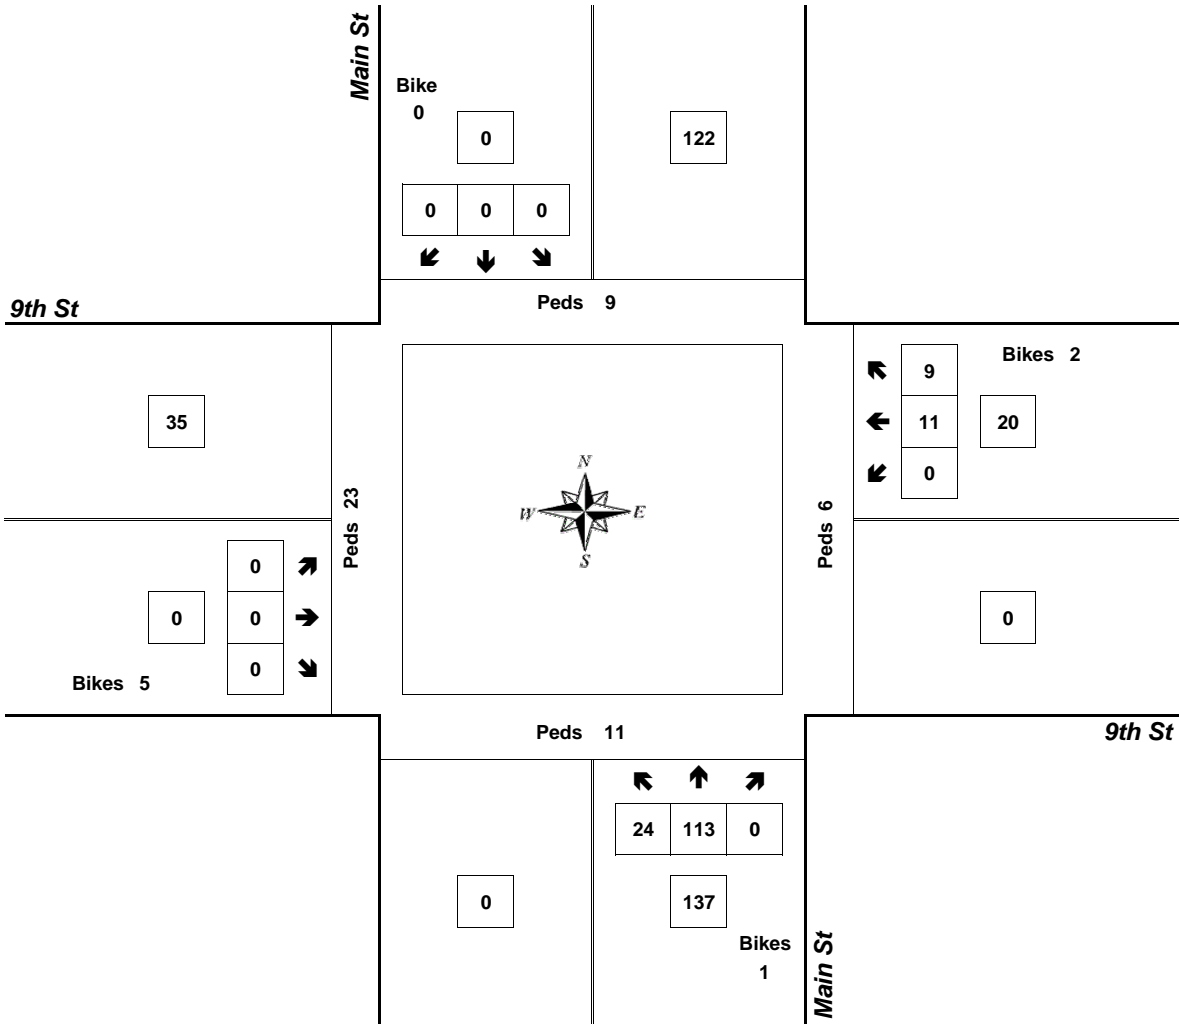 Main St
Bike
0
0
122
0 0 0
Peds 9
9th St
9
Bikes 2
35
11
20
0
N
W E
S
Peds 23
Peds 6
0
0
0
0
0
Bikes 5
Peds 11
9th St
24 113 0
0
137
Bikes
1
Main St